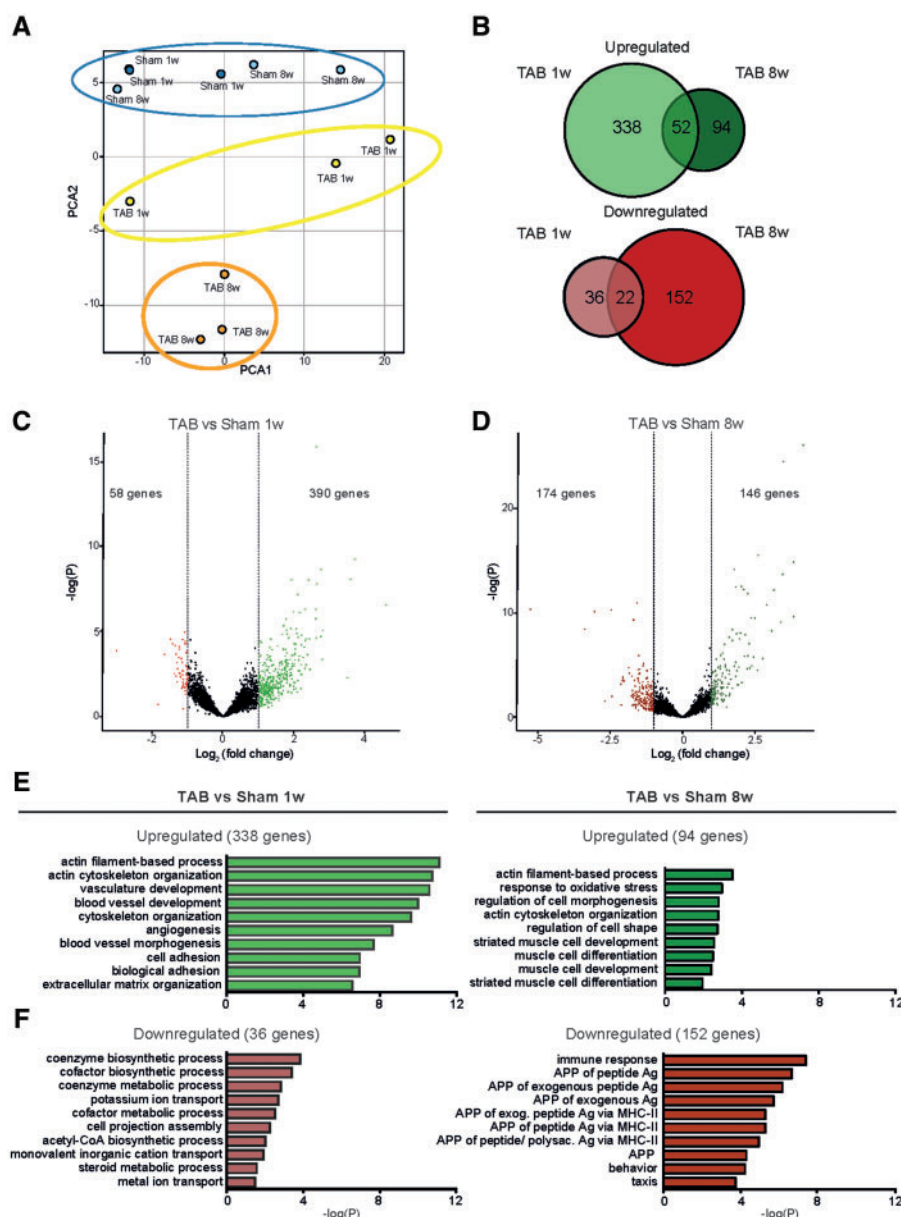 A
Sham 1w
Sham 1w
Sham 8w
Sham 1w
Sham 8w
Sham 8w
TAB 1w
TAB 1w
TAB 1w
TAB 8w
TAB 8w
TAB 8w
5
0
-5
-10
PCA2
-10
0
10
20
PCA1
B
Upregulated
TAB 1w
TAB 8w
338
52
94
Downregulated
TAB 1w
TAB 8w
36
22
152
C
TAB vs Sham 1w
58 genes
390 genes
15
10
5
0
-log(P)
-2
0
2
4
Log2 (fold change)
D
TAB vs Sham 8w
174 genes
146 genes
20
10
0
-log(P)
-5
-2.5
0
2.5
Log2 (fold change)
E
TAB vs Sham 1w
Upregulated (338 genes)
actin filament-based process
actin cytoskeleton organization
vasculature development
blood vessel development
cytoskeleton organization
angiogenesis
blood vessel morphogenesis
cell adhesion
biological adhesion
extracellular matrix organization
0
4
8
12
TAB vs Sham 8w
Upregulated (94 genes)
actin filament-based process
response to oxidative stress
regulation of cell morphogenesis
actin cytoskeleton organization
regulation of cell shape
striated muscle cell development
muscle cell differentiation
muscle cell development
striated muscle cell differentiation
0
4
8
12
F
Downregulated (36 genes)
coenzyme biosynthetic process
cofactor biosynthetic process
coenzyme metabolic process
potassium ion transport
cofactor metabolic process
cell projection assembly
acetyl-CoA biosynthetic process
monovalent inorganic cation transport
steroid metabolic process
metal ion transport
0
4
8
12
-log(P)
Downregulated (152 genes)
immune response
APP of peptide Ag
APP of exogenous peptide Ag
APP of exogenous Ag
APP of exog. peptide Ag via MHC-II
APP of peptide Ag via MHC-II
APP of peptide/ polysac. Ag via MHC-II
APP
behavior
taxis
0
4
8
12
-log(P)